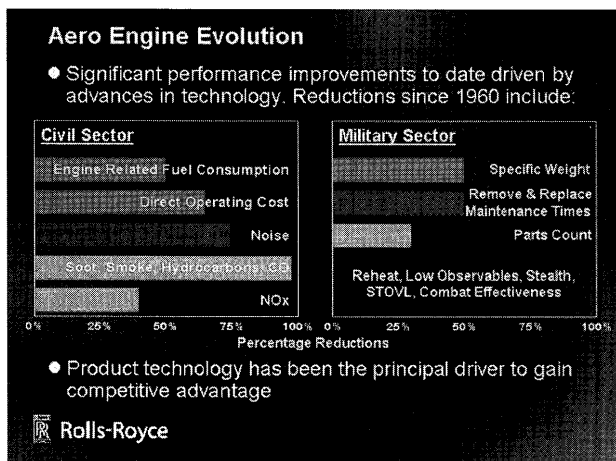 Aero Engine Evolution
● Significant performance improvements to date driven by
advances in technology. Reductions since 1960 include:
Civil Sector
Engine Related Fuel Consumption
Direct Operating Cost
Noise
Soot, Smoke, Hydrocarbons, CO
NOx
0% 25% 50% 75% 100%
Military Sector
Specific Weight
Remove & Replace
Maintenance Times
Parts Count
Reheat, Low Observables, Stealth,
STOVL, Combat Effectiveness
0% 25% 50% 75% 100%
Percentage Reductions
● Product technology has been the principal driver to gain
competitive advantage
RR Rolls-Royce